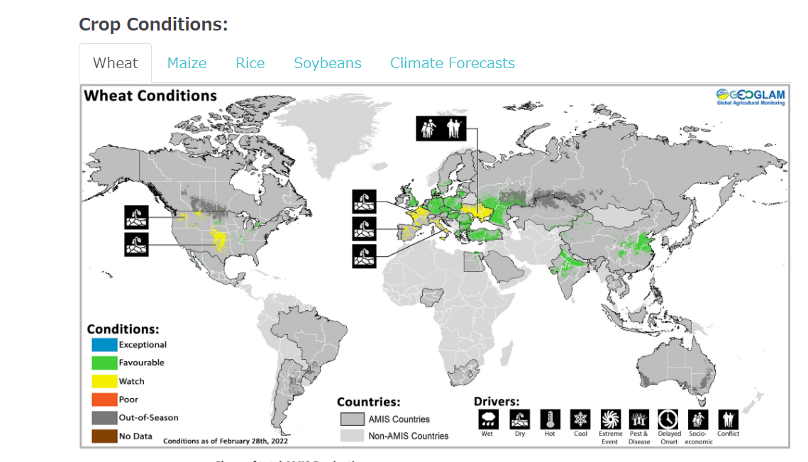 Crop Conditions:
Wheat Maize Rice Soybeans Climate Forecasts
Wheat Conditions
GEOGLAM
Global Agricultural Monitoring
Conditions:
Exceptional
Favourable
Watch
Poor
Out-of-Season
No Data
Conditions as of February 28th, 2022
Countries:
AMIS Countries
Non-AMIS Countries
Drivers:
Wet
Dry
Hot
Cool
Extreme
Event
Pest &
Disease
Delayed
Onset
Socio-
economic
Conflict